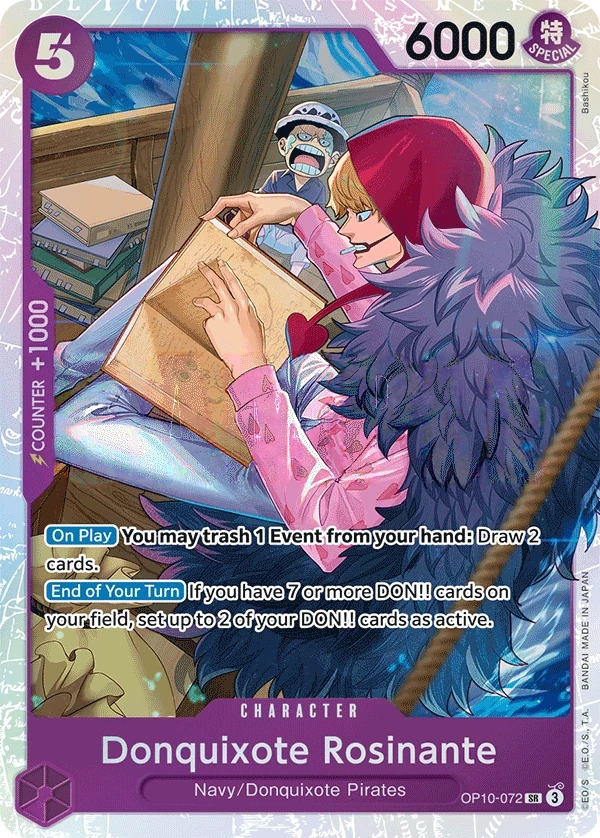 5
6000
特
SPECIAL
Bashikou
COUNTER +1000
On Play You may trash 1 Event from your hand: Draw 2
cards.
End of Your Turn If you have 7 or more DON!! cards on
your field, set up to 2 of your DON!! cards as active.
CHARACTER
Donquixote Rosinante
Navy/Donquixote Pirates
OP10-072 SR 3
©E.O/S ©E.O./S., T.A. BANDAI MADE IN JAPAN